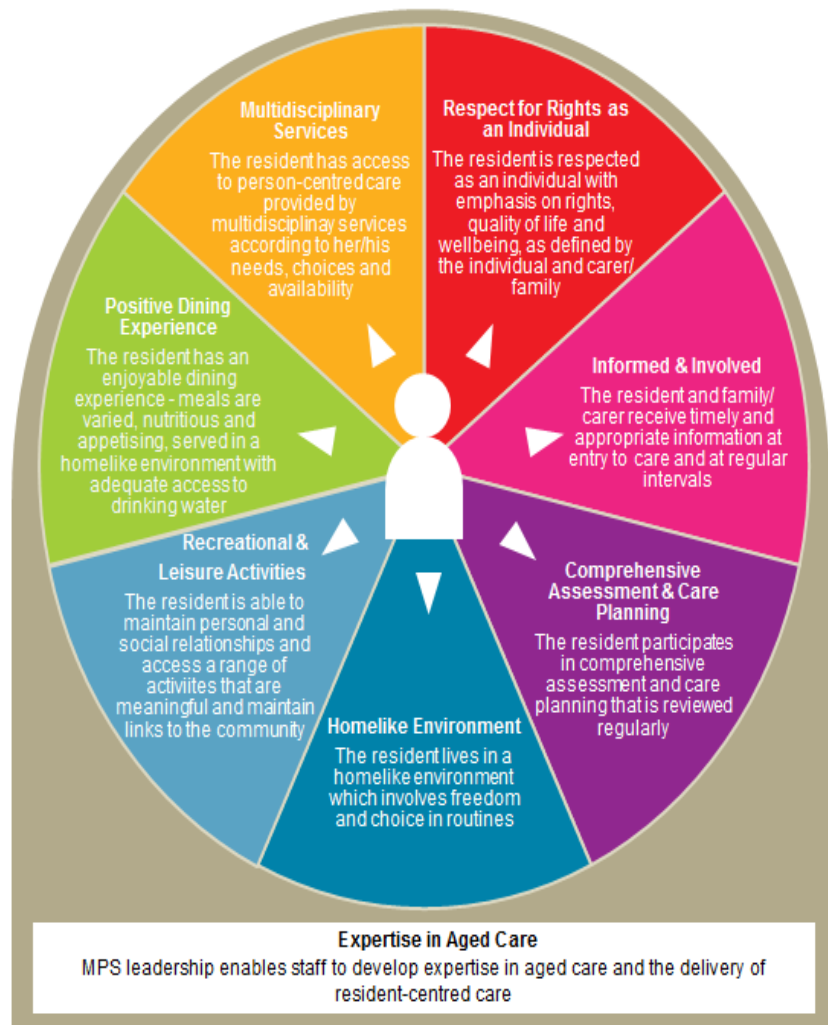 Multidisciplinary
Services
The resident has access
to person-centred care
provided by
multidisciplinay services
according to her/his
needs, choices and
availability
Respect for Rights as
an Individual
The resident is respected
as an individual with
emphasis on rights,
quality of life and
wellbeing, as defined by
the individual and carer/
family
Informed & Involved
The resident and family/
carer receive timely and
appropriate information at
entry to care and at regular
intervals
Comprehensive
Assessment & Care
Planning
The resident participates
in comprehensive
assessment and care
planning that is reviewed
regularly
Homelike Environment
The resident lives in a
homelike environment
which involves freedom
and choice in routines
Recreational &
Leisure Activities
The resident is able to
maintain personal and
social relationships and
access a range of
activiites that are
meaningful and maintain
links to the community
Positive Dining
Experience
The resident has an
enjoyable dining
experience - meals are
varied, nutritious and
appetising, served in a
homelike environment with
adequate access to
drinking water
Expertise in Aged Care
MPS leadership enables staff to develop expertise in aged care and the delivery of
resident-centred care